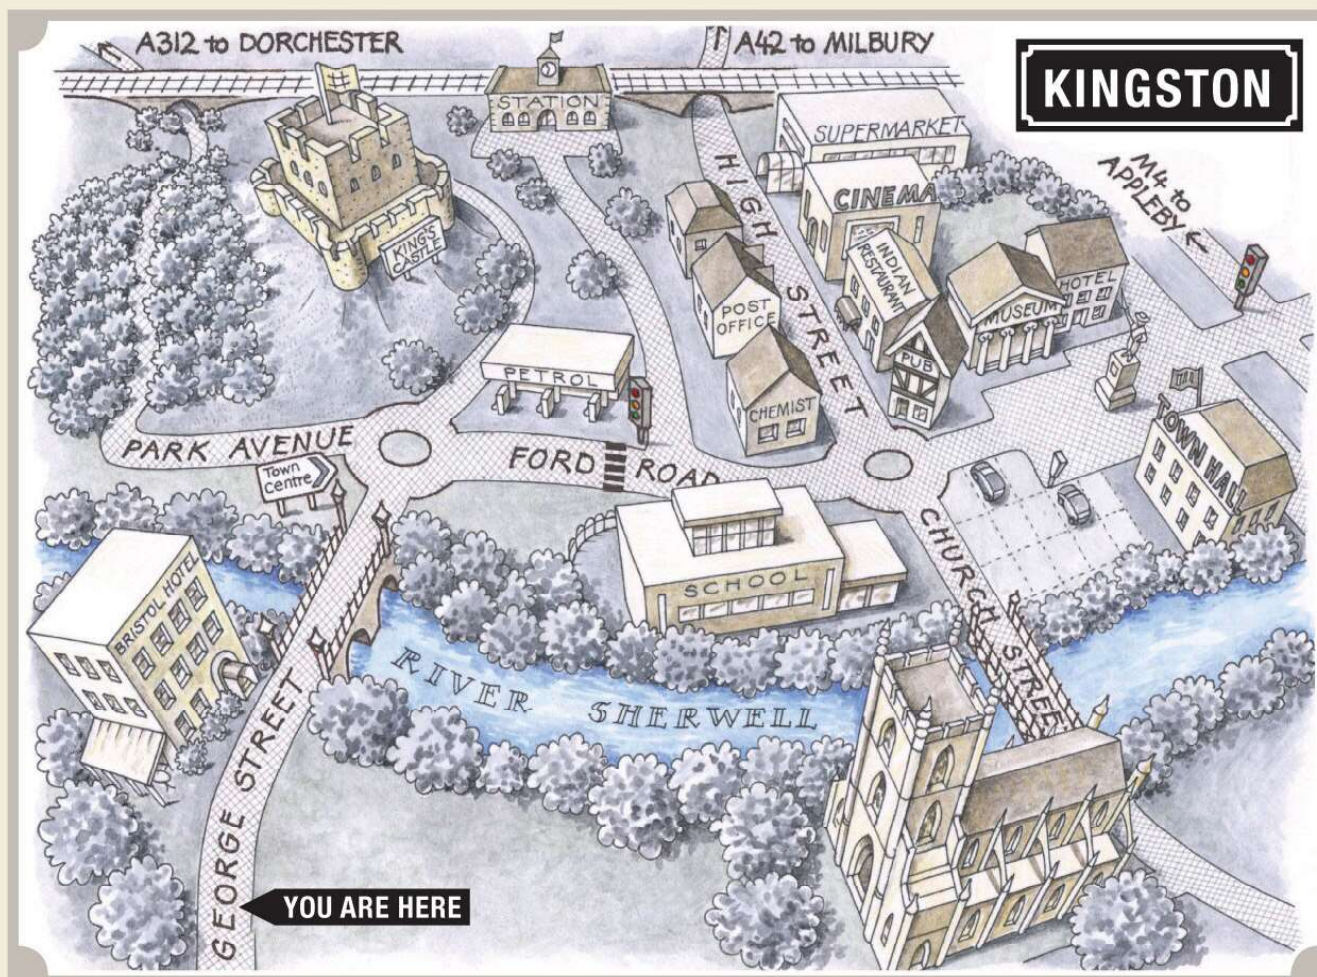 A312 to DORCHESTER
A42 to MILBURY
KINGSTON
STATION
SUPERMARKET
M4 to
APPLEBY
HIGH STREET
CINEMA
KING'S
CASTLE
INDIAN
RESTAURANT
HOTEL
MUSEUM
POST
OFFICE
PUB
PETROL
CHEMIST
TOWN HALL
PARK AVENUE
FORD ROAD
Town
Centre
CHURCH STREET
SCHOOL
BRISTOL HOTEL
RIVER SHERWELL
GEORGE STREET
YOU ARE HERE